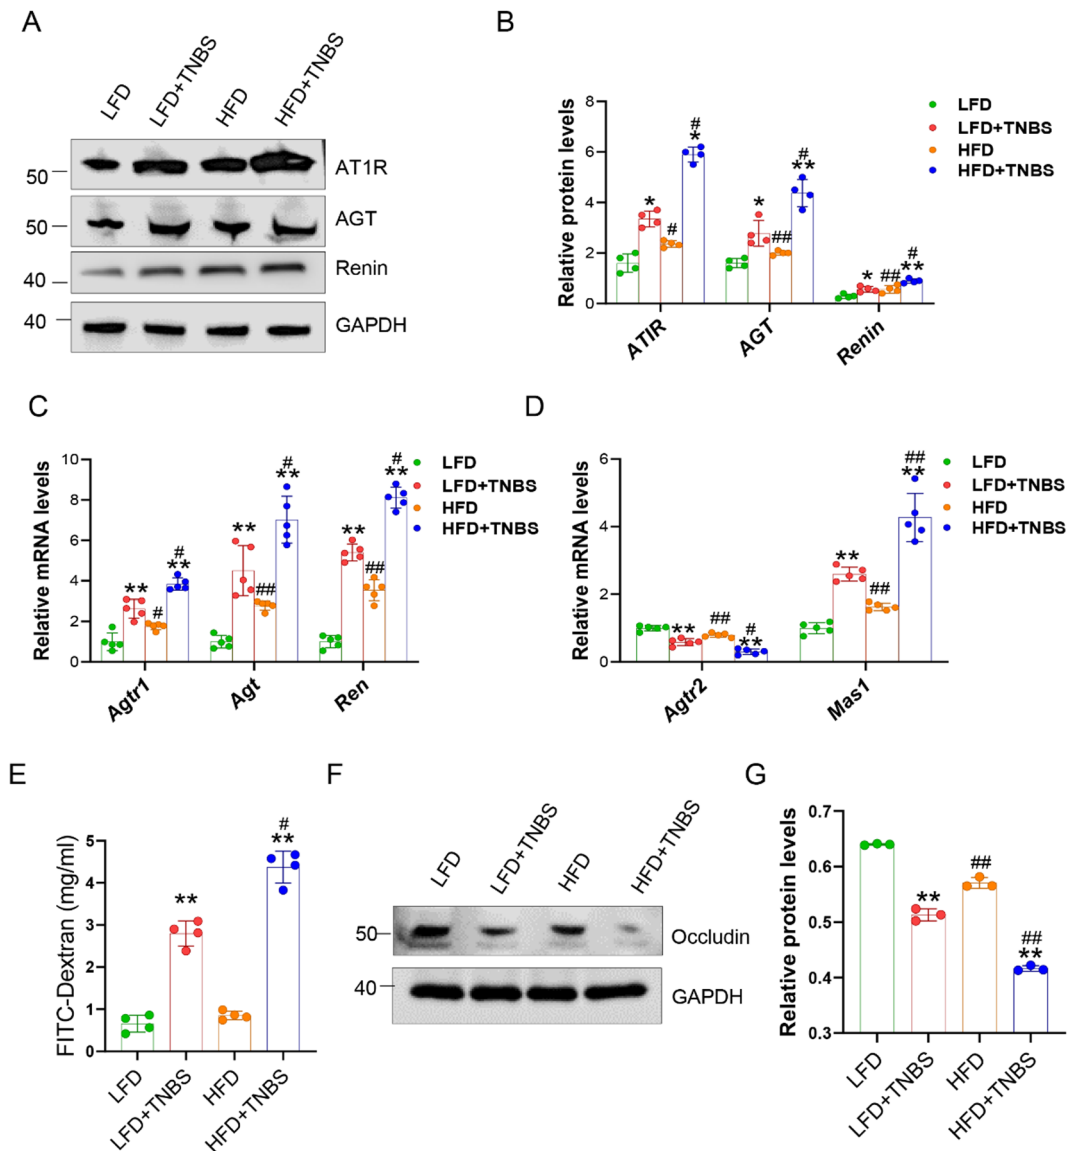 A
LFD
LFD+TNBS
HFD
HFD+TNBS
50
AT1R
50
AGT
40
Renin
40
GAPDH
B
Relative protein levels
8
6
4
2
0
*
#
#
*
*
##
#
**
*
##
#
**
ATIR
AGT
Renin
LFD
LFD+TNBS
HFD
HFD+TNBS
C
Relative mRNA levels
10
8
6
4
2
0
**
#
#
**
**
##
#
**
**
##
#
**
Agtr1
Agt
Ren
LFD
LFD+TNBS
HFD
HFD+TNBS
D
Relative mRNA levels
6
4
2
0
**
##
#
**
**
##
##
**
Agtr2
Mas1
LFD
LFD+TNBS
HFD
HFD+TNBS
E
FITC-Dextran (mg/ml)
5
4
3
2
1
0
**
#
**
LFD
LFD+TNBS
HFD
HFD+TNBS
F
LFD
LFD+TNBS
HFD
HFD+TNBS
50
Occludin
40
GAPDH
G
Relative protein levels
0.7
0.6
0.5
0.4
0.3
**
##
##
**
LFD
LFD+TNBS
HFD
HFD+TNBS